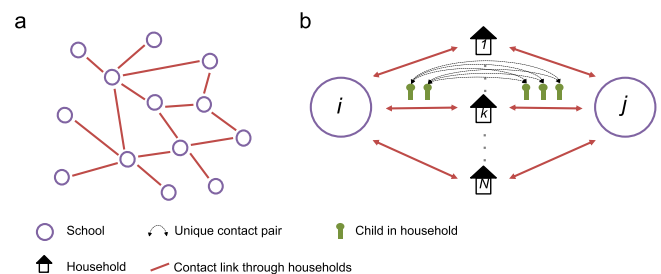 a
b
1
i
k
j
N
School
Unique contact pair
Child in household
Household
Contact link through households